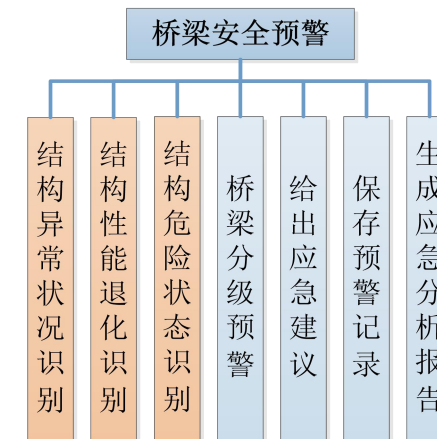 桥梁安全预警
结构异常状况识别
结构性能退化识别
结构危险状态识别
桥梁分级预警
给出应急建议
保存预警记录
生成应急分析报告